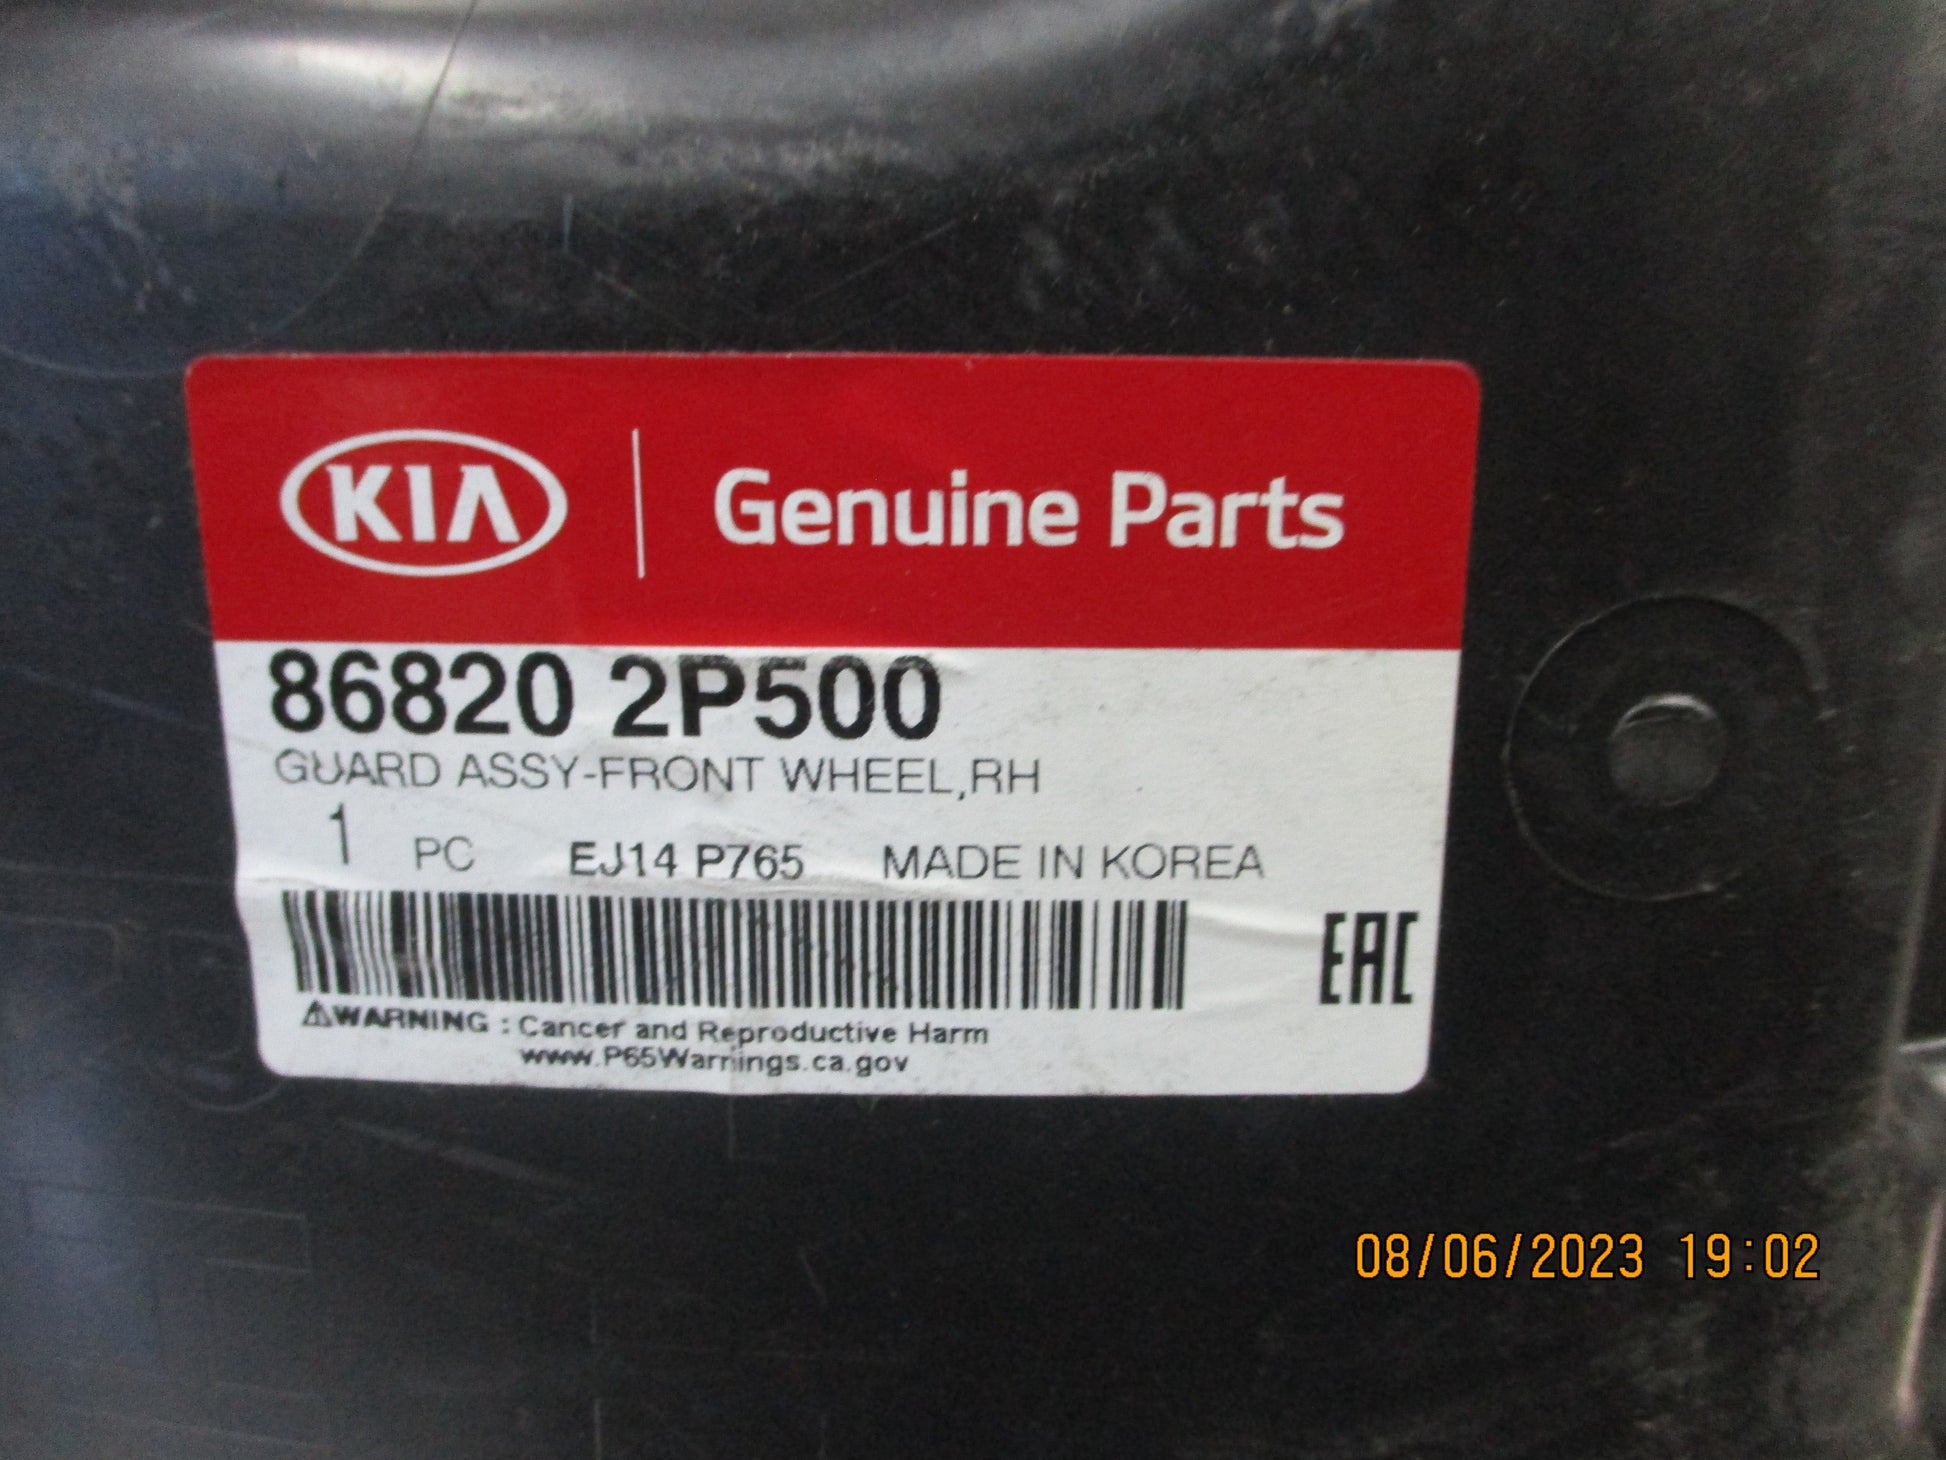 KIA Genuine Parts
86820 2P500
GUARD ASSY-FRONT WHEEL,RH
1 PC EJ14 P765 MADE IN KOREA
EAC
⚠WARNING : Cancer and Reproductive Harm
www.P65Warnings.ca.gov
08/06/2023 19:02